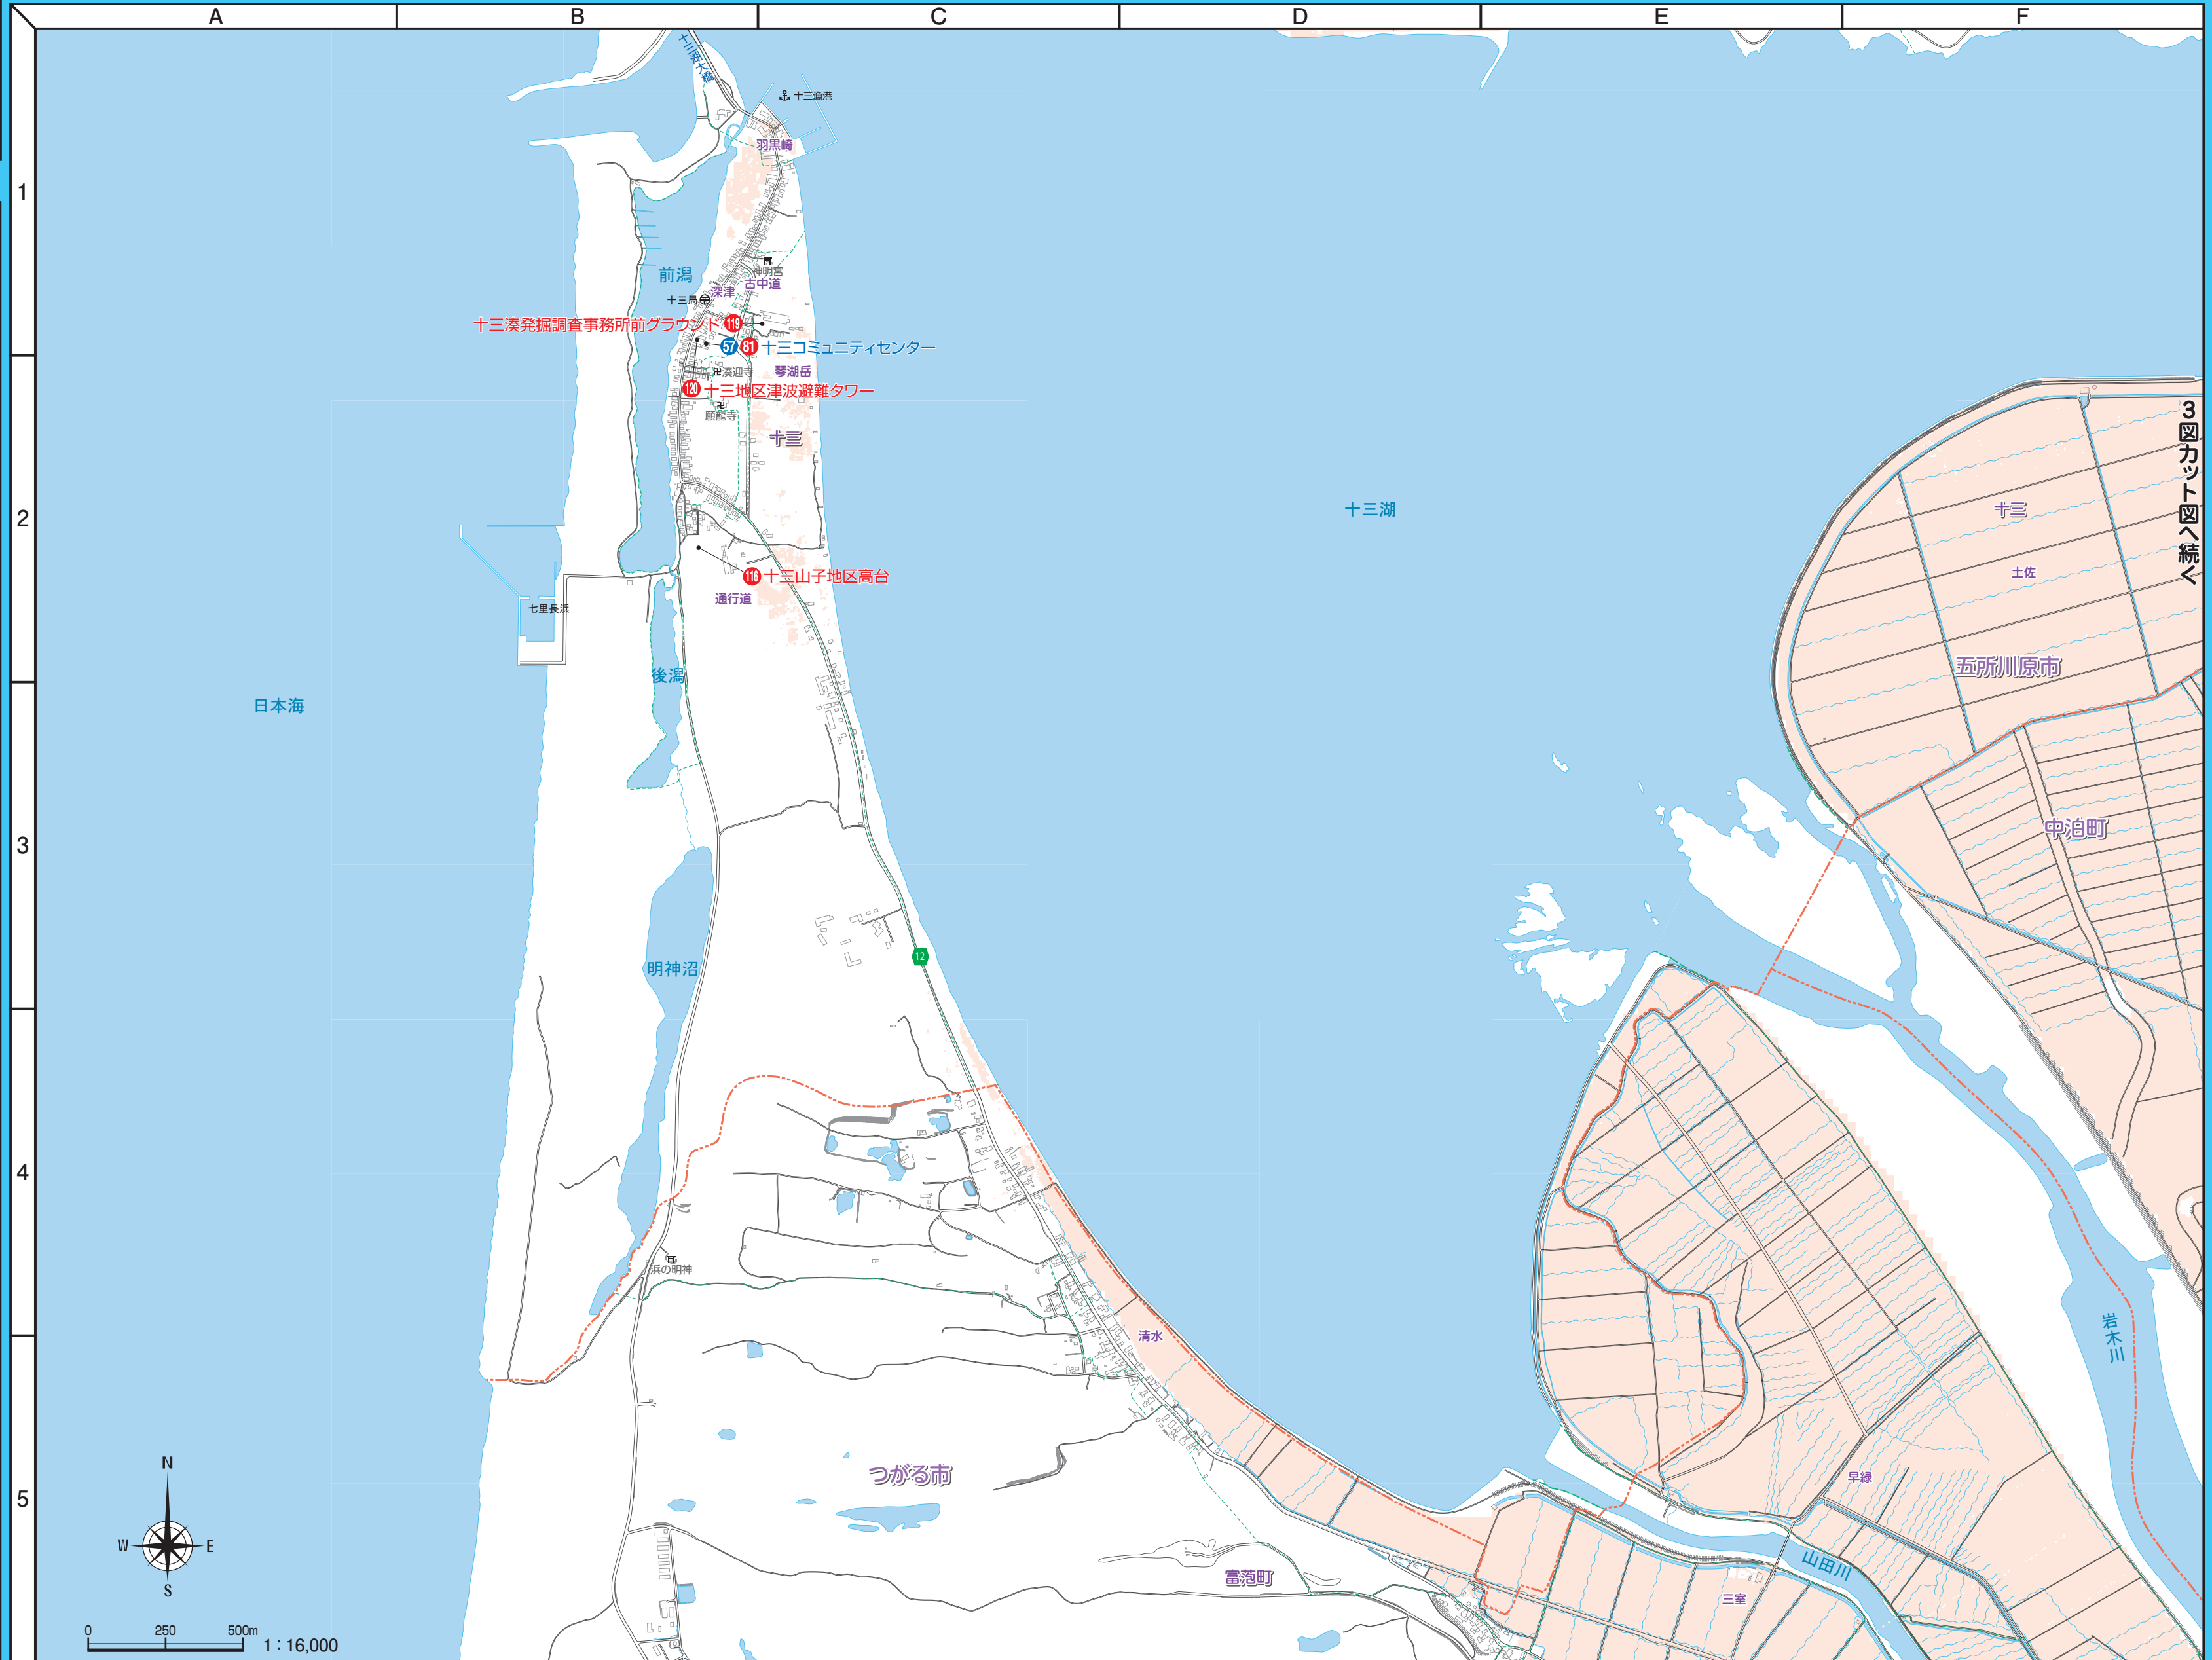 A
B
C
D
E
F
1
2
3
4
5
十三湖大橋
十三漁港
羽黒崎
前潟
神明宮
古中道
深津
十三局
十三湊発掘調査事務所前グラウンド
119
57
81
十三コミュニティセンター
湊迎寺
琴湖岳
120
十三地区津波避難タワー
願龍寺
十三
十三湖
116
十三山子地区高台
通行道
七里長浜
後潟
日本海
3図カット図へ続く
十三
土佐
五所川原市
中泊町
明神沼
12
浜の明神
清水
岩木川
つがる市
早緑
富萢町
山田川
三室
N
W
E
S
0
250
500m
1：16,000